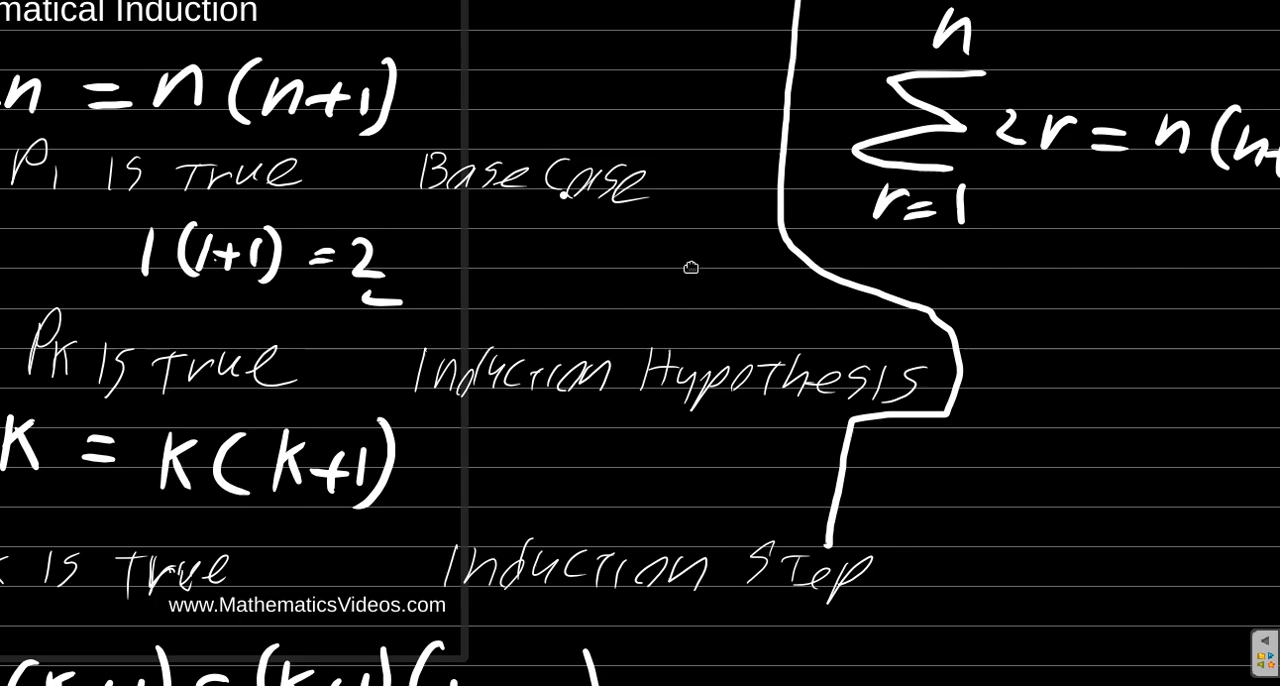 matical Induction
n = n(n+1)
P1 is true Base Case
1(1+1) = 2
Pk is true Induction Hypothesis
k = k(k+1)
k is true Induction Step
www.MathematicsVideos.com
n
∑ 2r = n(n+
r=1